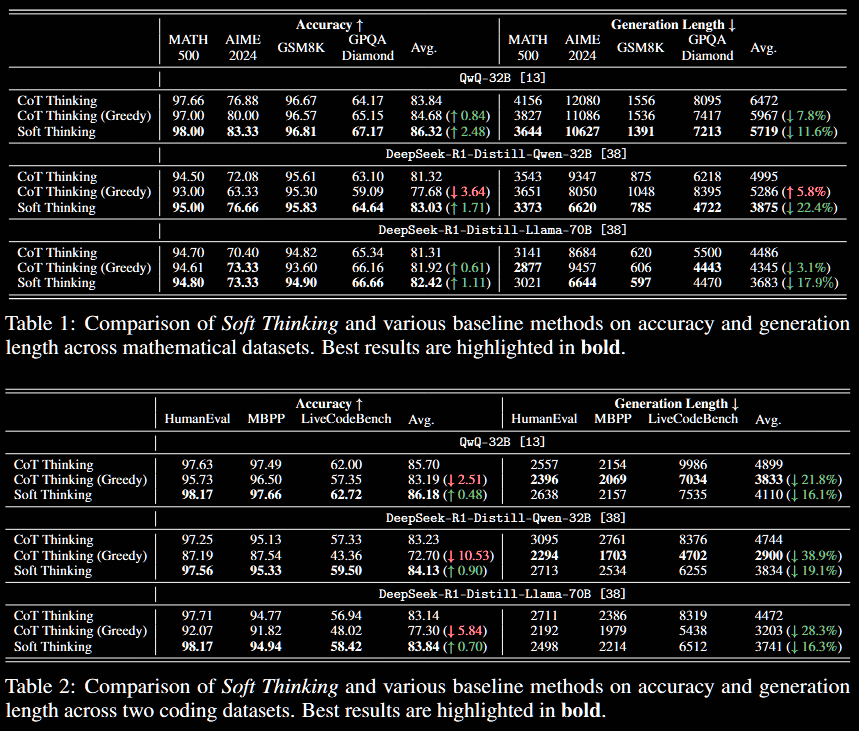 Accuracy ↑ Generation Length ↓
MATH 500 AIME 2024 GSM8K GPQA Diamond Avg. MATH 500 AIME 2024 GSM8K GPQA Diamond Avg.
QwQ-32B [13]
CoT Thinking 97.66 76.88 96.67 64.17 83.84 4156 12080 1556 8095 6472
CoT Thinking (Greedy) 97.00 80.00 96.57 65.15 84.68 (↑ 0.84) 3827 11086 1536 7417 5967 (↓ 7.8%)
Soft Thinking 98.00 83.33 96.81 67.17 86.32 (↑ 2.48) 3644 10627 1391 7213 5719 (↓ 11.6%)
DeepSeek-R1-Distill-Qwen-32B [38]
CoT Thinking 94.50 72.08 95.61 63.10 81.32 3543 9347 875 6218 4995
CoT Thinking (Greedy) 93.00 63.33 95.30 59.09 77.68 (↓ 3.64) 3651 8050 1048 8395 5286 (↑ 5.8%)
Soft Thinking 95.00 76.66 95.83 64.64 83.03 (↑ 1.71) 3373 6620 785 4722 3875 (↓ 22.4%)
DeepSeek-R1-Distill-Llama-70B [38]
CoT Thinking 94.70 70.40 94.82 65.34 81.31 3141 8684 620 5500 4486
CoT Thinking (Greedy) 94.61 73.33 93.60 66.16 81.92 (↑ 0.61) 2877 9457 606 4443 4345 (↓ 3.1%)
Soft Thinking 94.80 73.33 94.90 66.66 82.42 (↑ 1.11) 3021 6644 597 4470 3683 (↓ 17.9%)
Table 1: Comparison of Soft Thinking and various baseline methods on accuracy and generation
length across mathematical datasets. Best results are highlighted in bold.
Accuracy ↑ Generation Length ↓
HumanEval MBPP LiveCodeBench Avg. HumanEval MBPP LiveCodeBench Avg.
QwQ-32B [13]
CoT Thinking 97.63 97.49 62.00 85.70 2557 2154 9986 4899
CoT Thinking (Greedy) 95.73 96.50 57.35 83.19 (↓ 2.51) 2396 2069 7034 3833 (↓ 21.8%)
Soft Thinking 98.17 97.66 62.72 86.18 (↑ 0.48) 2638 2157 7535 4110 (↓ 16.1%)
DeepSeek-R1-Distill-Qwen-32B [38]
CoT Thinking 97.25 95.13 57.33 83.23 3095 2761 8376 4744
CoT Thinking (Greedy) 87.19 87.54 43.36 72.70 (↓ 10.53) 2294 1703 4702 2900 (↓ 38.9%)
Soft Thinking 97.56 95.33 59.50 84.13 (↑ 0.90) 2713 2534 6255 3834 (↓ 19.1%)
DeepSeek-R1-Distill-Llama-70B [38]
CoT Thinking 97.71 94.77 56.94 83.14 2711 2386 8319 4472
CoT Thinking (Greedy) 92.07 91.82 48.02 77.30 (↓ 5.84) 2192 1979 5438 3203 (↓ 28.3%)
Soft Thinking 98.17 94.94 58.42 83.84 (↑ 0.70) 2498 2214 6512 3741 (↓ 16.3%)
Table 2: Comparison of Soft Thinking and various baseline methods on accuracy and generation
length across two coding datasets. Best results are highlighted in bold.